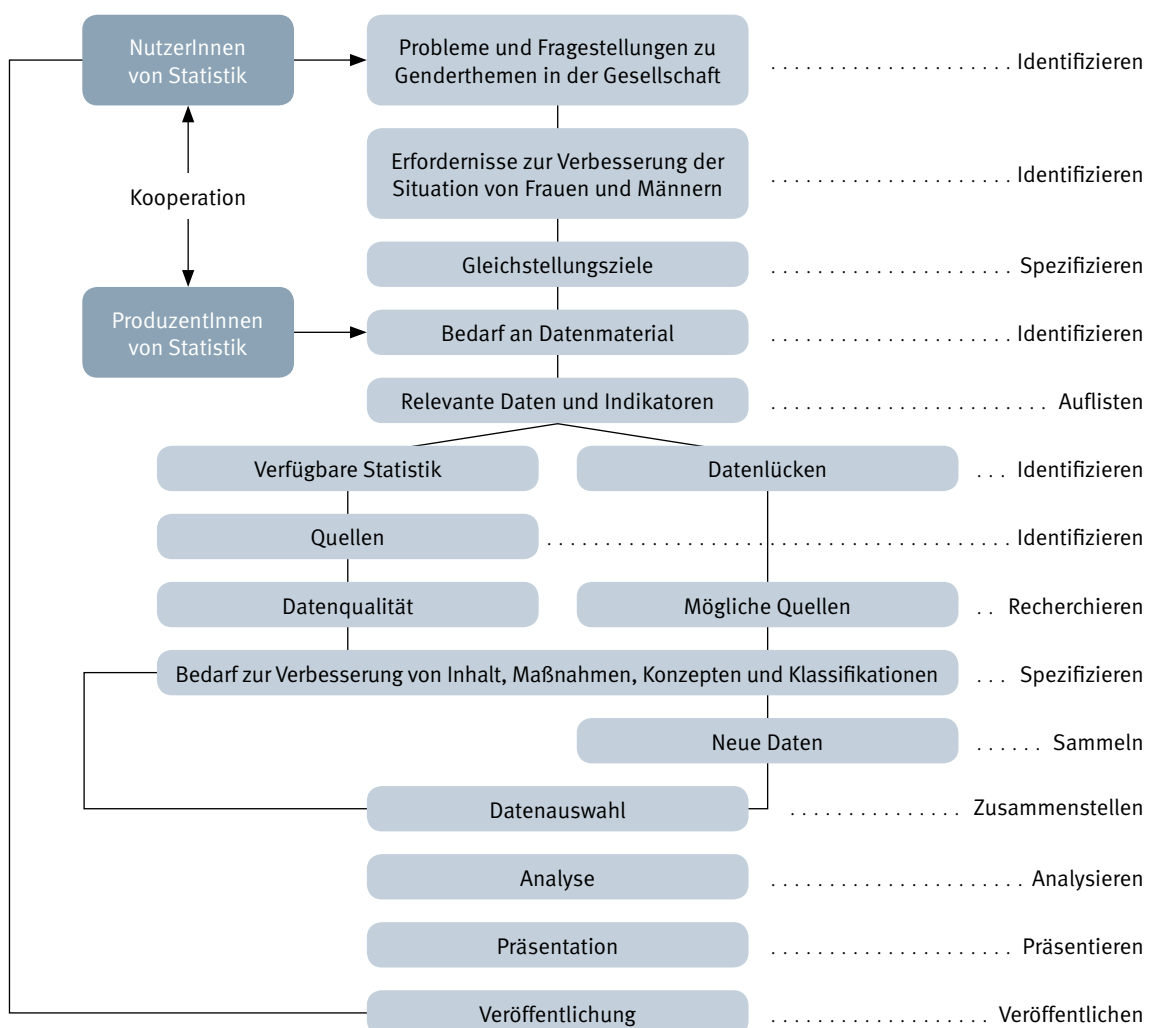 NutzerInnen
von Statistik
Probleme und Fragestellungen zu
Genderthemen in der Gesellschaft
. . . . . . . . . . . . . . . . . . . . . Identifizieren
Erfordernisse zur Verbesserung der
Situation von Frauen und Männern
. . . . . . . . . . . . . . . . . . . . . Identifizieren
Kooperation
Gleichstellungsziele
. . . . . . . . . . . . . . . . . . . . . Spezifizieren
ProduzentInnen
von Statistik
Bedarf an Datenmaterial
. . . . . . . . . . . . . . . . . . . . . Identifizieren
Relevante Daten und Indikatoren
. . . . . . . . . . . . . . . . . . . . . . . . Auflisten
Verfügbare Statistik
Datenlücken
. . . Identifizieren
Quellen
. . . . . . . . . . . . . . . . . . . . . . . . . . . . . . . . . . . . . . . . Identifizieren
Datenqualität
Mögliche Quellen
. . Recherchieren
Bedarf zur Verbesserung von Inhalt, Maßnahmen, Konzepten und Klassifikationen
. . . Spezifizieren
Neue Daten
. . . . . . Sammeln
Datenauswahl
. . . . . . . . . . . . . . . Zusammenstellen
Analyse
. . . . . . . . . . . . . . . . . . . . . . Analysieren
Präsentation
. . . . . . . . . . . . . . . . . . . . . Präsentieren
Veröffentlichung
. . . . . . . . . . . . . . . . . . . Veröffentlichen